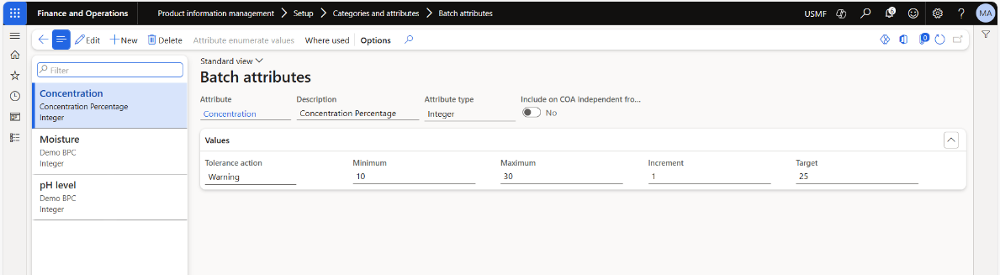 Finance and Operations Product information management Setup Categories and attributes Batch attributes USMF 6 ? MA
Edit New Delete Attribute enumerate values Where used Options 0
Filter
Concentration
Concentration Percentage
Integer
Moisture
Demo BPC
Integer
pH level
Demo BPC
Integer
Standard view
Batch attributes
Attribute Description Attribute type Include on COA independent fro...
Concentration Concentration Percentage Integer No
Values
Tolerance action Minimum Maximum Increment Target
Warning 10 30 1 25